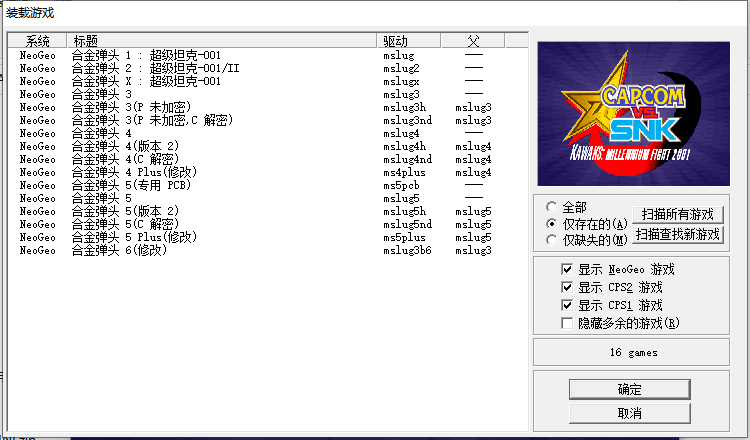 装载游戏
系统 标题 驱动 父
NeoGeo 合金弹头 1 : 超级坦克-001 mslug ——
NeoGeo 合金弹头 2 : 超级坦克-001/II mslug2 ——
NeoGeo 合金弹头 X : 超级坦克-001 mslugx ——
NeoGeo 合金弹头 3 mslug3 ——
NeoGeo 合金弹头 3(P 未加密) mslug3h mslug3
NeoGeo 合金弹头 3(P 未加密,C 解密) mslug3nd mslug3
NeoGeo 合金弹头 4 mslug4 ——
NeoGeo 合金弹头 4(版本 2) mslug4h mslug4
NeoGeo 合金弹头 4(C 解密) mslug4nd mslug4
NeoGeo 合金弹头 4 Plus(修改) ms4plus mslug4
NeoGeo 合金弹头 5(专用 PCB) ms5pcb ——
NeoGeo 合金弹头 5 mslug5 ——
NeoGeo 合金弹头 5(版本 2) mslug5h mslug5
NeoGeo 合金弹头 5(C 解密) mslug5nd mslug5
NeoGeo 合金弹头 5 Plus(修改) ms5plus mslug5
NeoGeo 合金弹头 6(修改) mslug3b6 mslug3
CAPCOM
VS.
SNK
KAWAKS: MILLENNIUM FIGHT 2001
全部
仅存在的(A)
仅缺失的(M)
扫描所有游戏
扫描查找新游戏
显示 NeoGeo 游戏
显示 CPS2 游戏
显示 CPS1 游戏
隐藏多余的游戏(R)
16 games
确定
取消